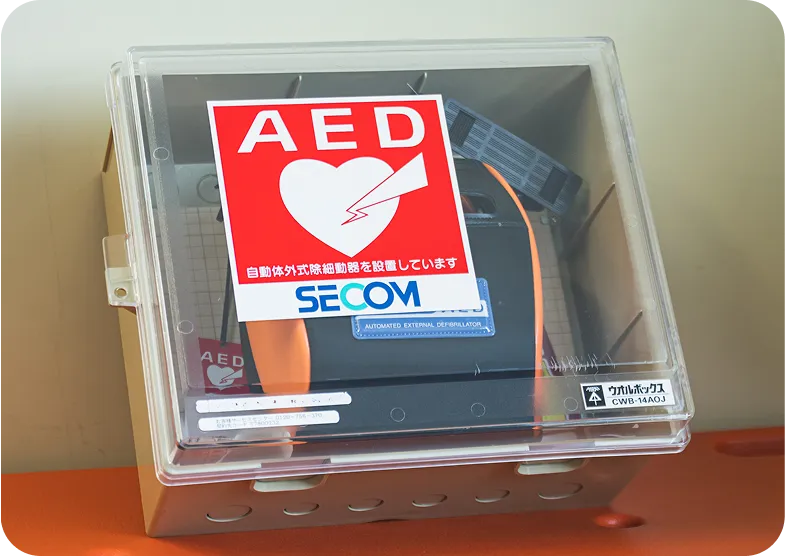 AED
自動体外式除細動器を設置しています
SECOM
AUTOMATED EXTERNAL DEFIBRILLATOR
AED
ウオルボックス
CWB-14AOJ